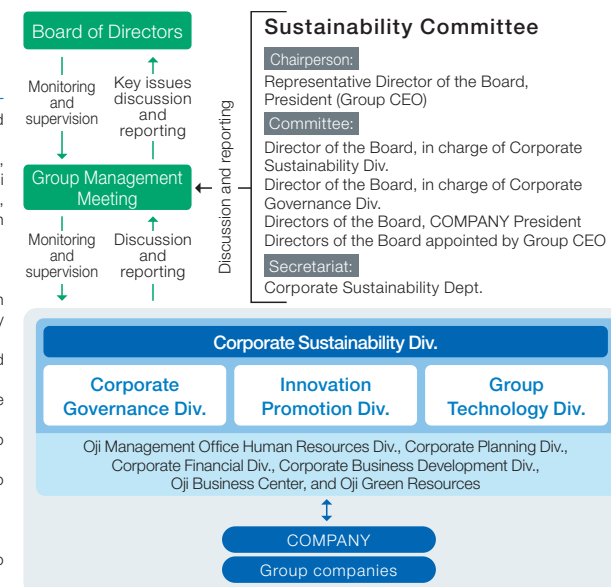 Board of Directors
Monitoring
and
supervision
Key issues
discussion
and
reporting
Group Management
Meeting
Monitoring
and
supervision
Discussion
and
reporting
Discussion and reporting
Sustainability Committee
Chairperson:
Representative Director of the Board,
President (Group CEO)
Committee:
Director of the Board, in charge of Corporate
Sustainability Div.
Director of the Board, in charge of Corporate
Governance Div.
Directors of the Board, COMPANY President
Directors of the Board appointed by Group CEO
Secretariat:
Corporate Sustainability Dept.
Corporate Sustainability Div.
Corporate
Governance Div.
Innovation
Promotion Div.
Group
Technology Div.
Oji Management Office Human Resources Div., Corporate Planning Div.,
Corporate Financial Div., Corporate Business Development Div.,
Oji Business Center, and Oji Green Resources
COMPANY
Group companies